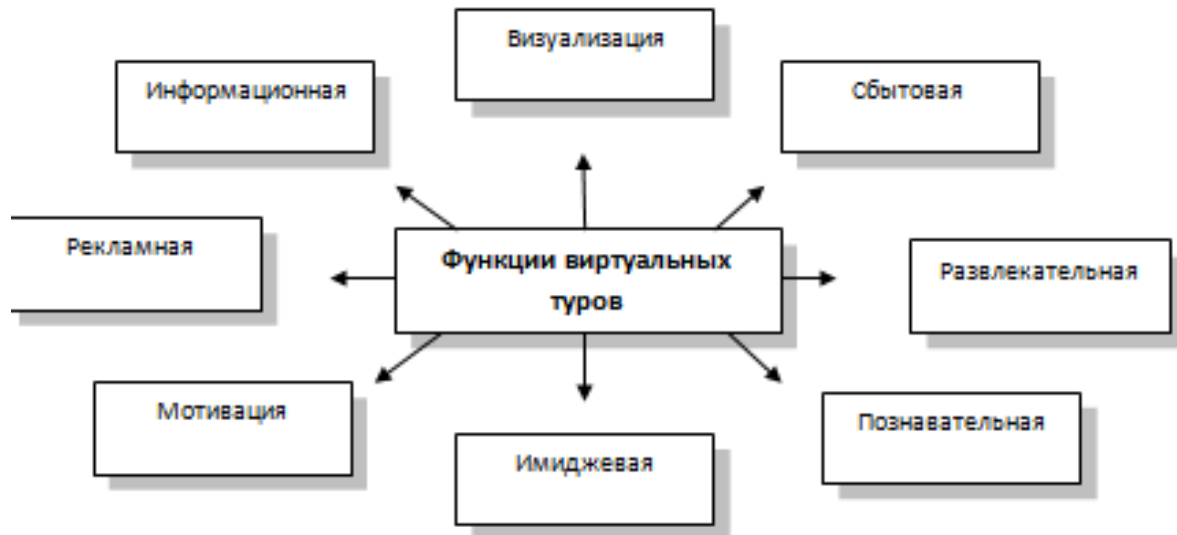 Визуализация
Информационная
Сбытовая
Рекламная
Функции виртуальных
туров
Развлекательная
Мотивация
Имиджевая
Познавательная